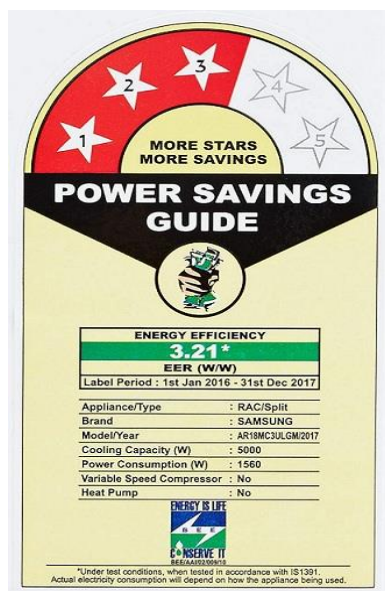 1
2
3
4
5
MORE STARS
MORE SAVINGS
POWER SAVINGS
GUIDE
ENERGY EFFICIENCY
3.21*
EER (W/W)
Label Period : 1st Jan 2016 - 31st Dec 2017
Appliance/Type : RAC/Split
Brand : SAMSUNG
Model/Year : AR18MC3ULGM/2017
Cooling Capacity (W) : 5000
Power Consumption (W) : 1560
Variable Speed Compressor : No
Heat Pump : No
ENERGY IS LIFE
BEE
CONSERVE IT
*Under test conditions, when tested in accordance with IS1391.
Actual electricity consumption will depend on how the appliance being used.